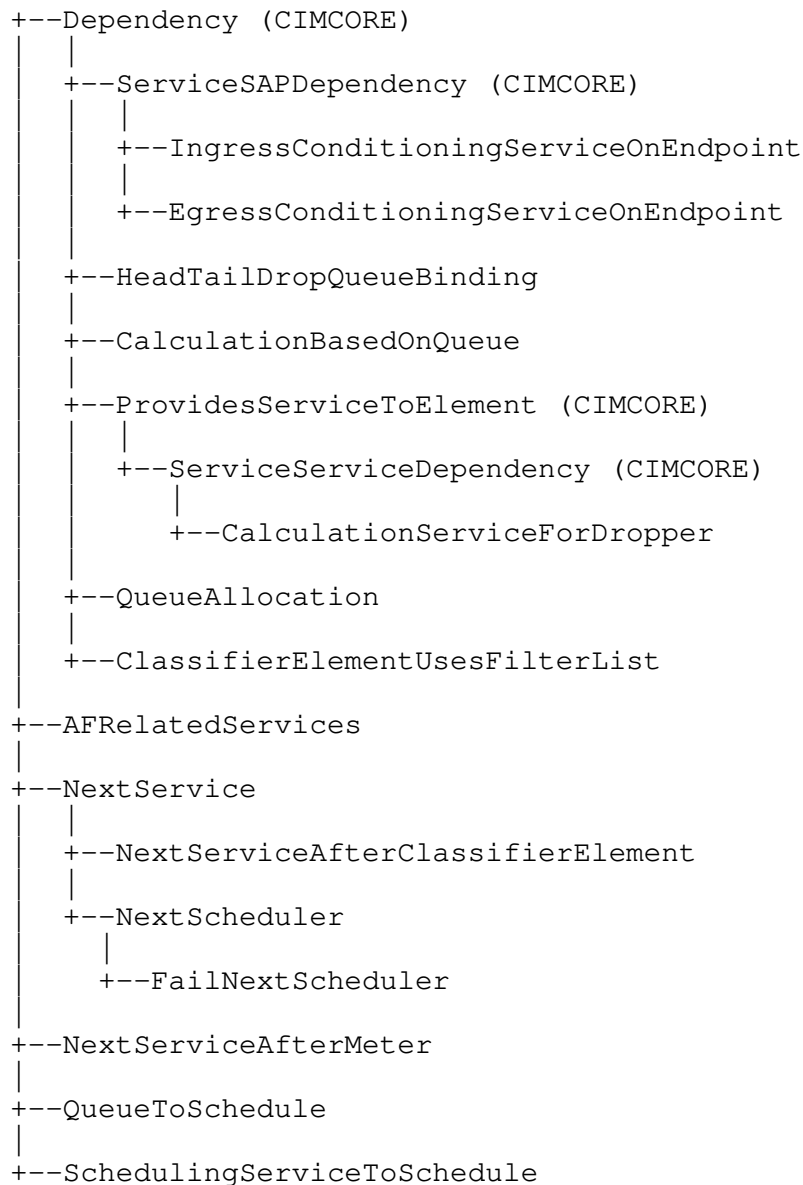 +--Dependency (CIMCORE)
|  |
|  +--ServiceSAPDependency (CIMCORE)
|  |  |
|  |  +--IngressConditioningServiceOnEndpoint
|  |  |
|  |  +--EgressConditioningServiceOnEndpoint
|  |
|  +--HeadTailDropQueueBinding
|  |
|  +--CalculationBasedOnQueue
|  |
|  +--ProvidesServiceToElement (CIMCORE)
|  |  |
|  |  +--ServiceServiceDependency (CIMCORE)
|  |     |
|  |     +--CalculationServiceForDropper
|  |
|  +--QueueAllocation
|  |
|  +--ClassifierElementUsesFilterList
|
+--AFRelatedServices
|
+--NextService
|  |
|  +--NextServiceAfterClassifierElement
|  |
|  +--NextScheduler
|    |
|    +--FailNextScheduler
|
+--NextServiceAfterMeter
|
+--QueueToSchedule
|
+--SchedulingServiceToSchedule